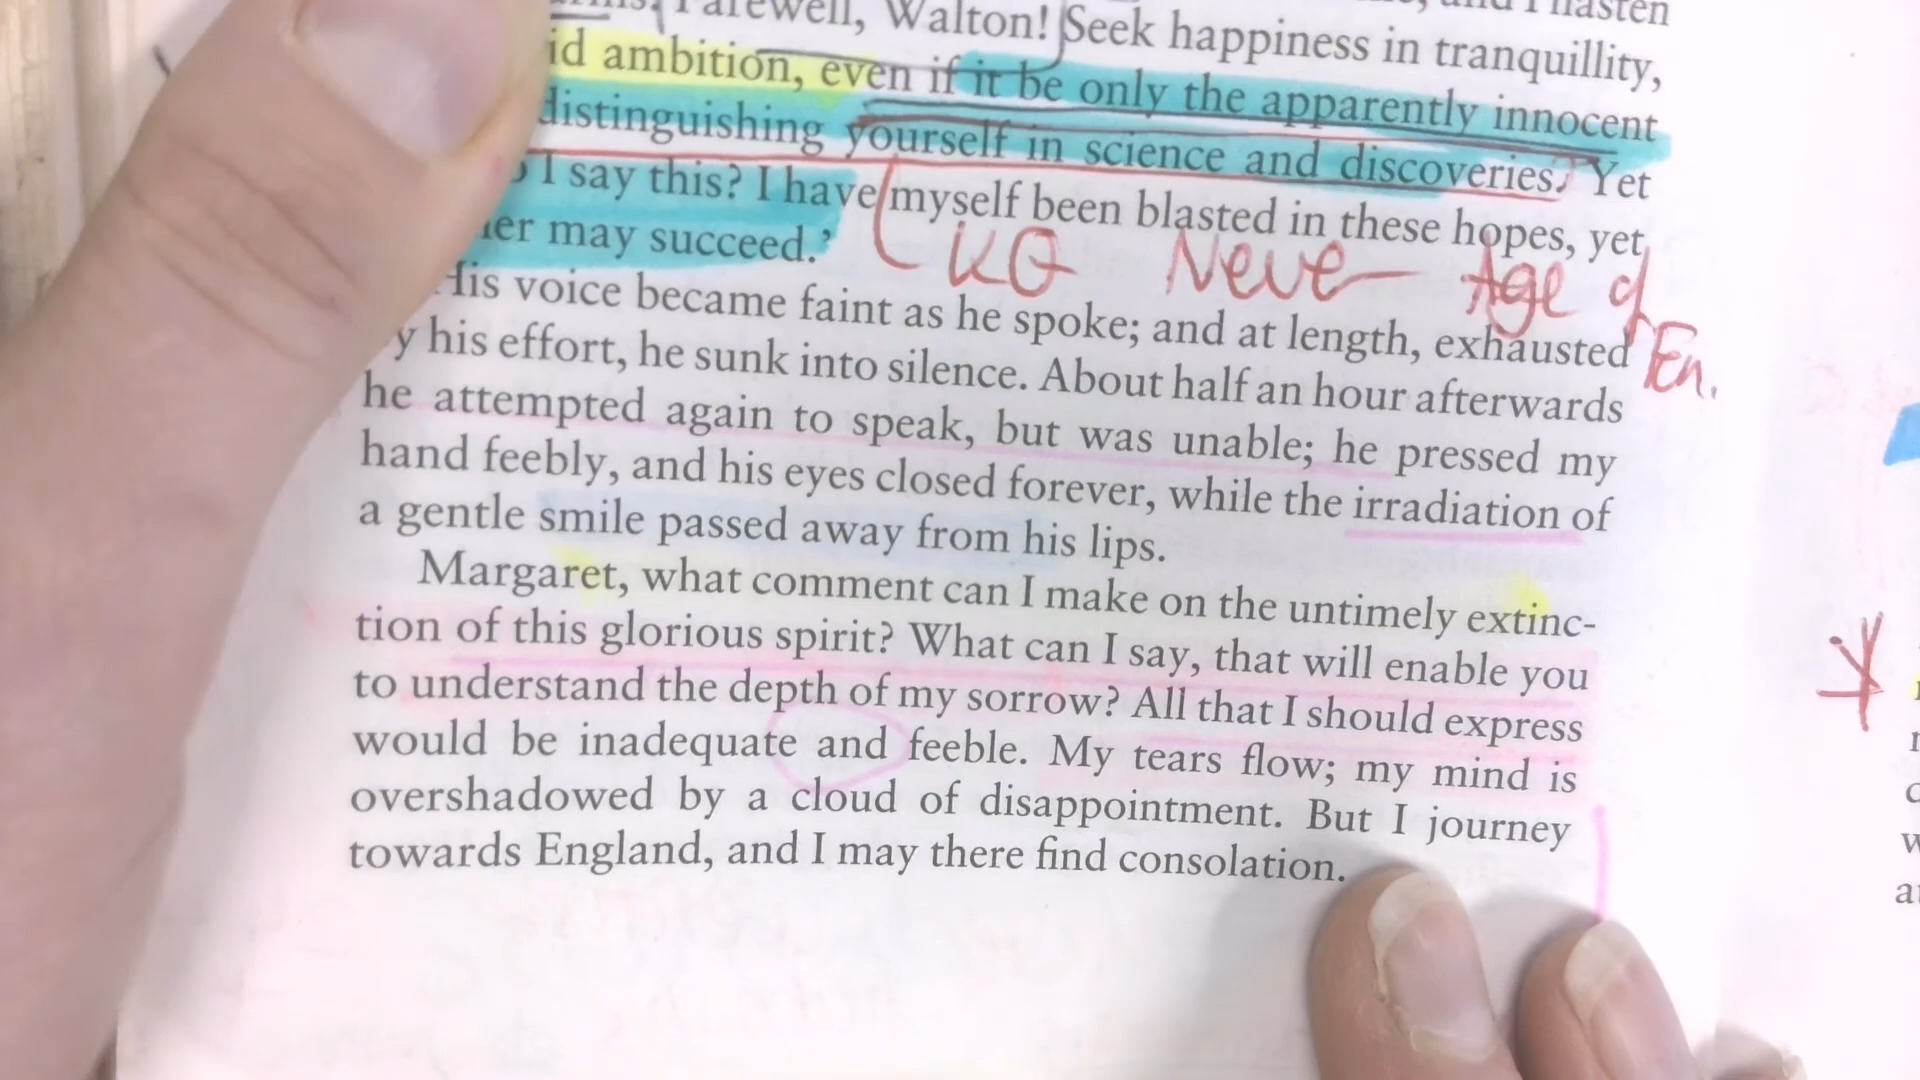 Farewell, Walton! Seek happiness in tranquillity,
id ambition, even if it be only the apparently innocent
distinguishing yourself in science and discoveries. Yet
I say this? I have myself been blasted in these hopes, yet
er may succeed.’
KG Neve Age of
En.
His voice became faint as he spoke; and at length, exhausted
y his effort, he sunk into silence. About half an hour afterwards
he attempted again to speak, but was unable; he pressed my
hand feebly, and his eyes closed forever, while the irradiation of
a gentle smile passed away from his lips.
Margaret, what comment can I make on the untimely extinc-
tion of this glorious spirit? What can I say, that will enable you
to understand the depth of my sorrow? All that I should express
would be inadequate and feeble. My tears flow; my mind is
overshadowed by a cloud of disappointment. But I journey
towards England, and I may there find consolation.